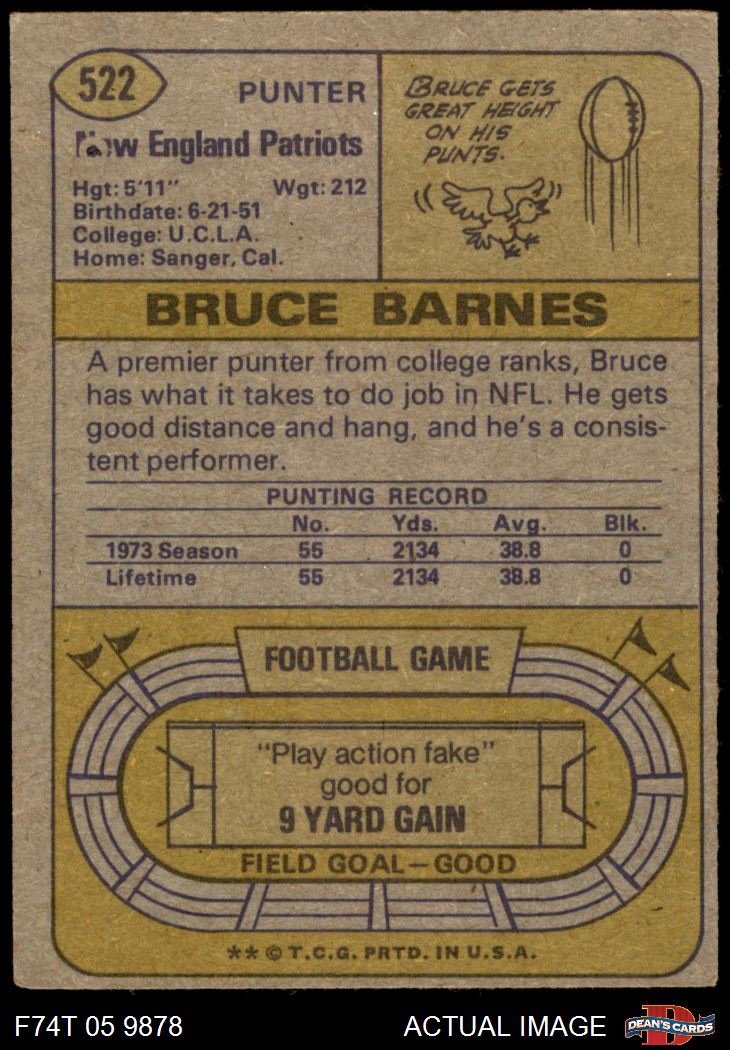 522
PUNTER
New England Patriots
Hgt: 5'11" Wgt: 212
Birthdate: 6-21-51
College: U.C.L.A.
Home: Sanger, Cal.
BRUCE GETS
GREAT HEIGHT
ON HIS
PUNTS.
BRUCE BARNES
A premier punter from college ranks, Bruce
has what it takes to do job in NFL. He gets
good distance and hang, and he's a consis-
tent performer.
PUNTING RECORD
No. Yds. Avg. Blk.
1973 Season 55 2134 38.8 0
Lifetime 55 2134 38.8 0
FOOTBALL GAME
"Play action fake"
good for
9 YARD GAIN
FIELD GOAL—GOOD
** © T.C.G. PRTD. IN U.S.A.
F74T 05 9878 ACTUAL IMAGE
D
DEAN'S CARDS